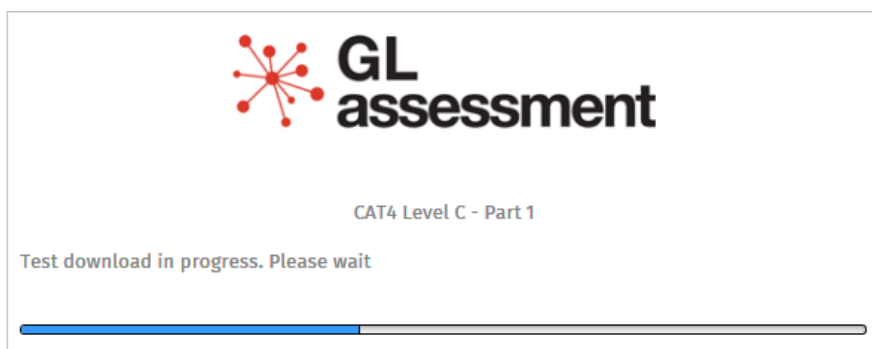 GL
assessment
CAT4 Level C - Part 1
Test download in progress. Please wait